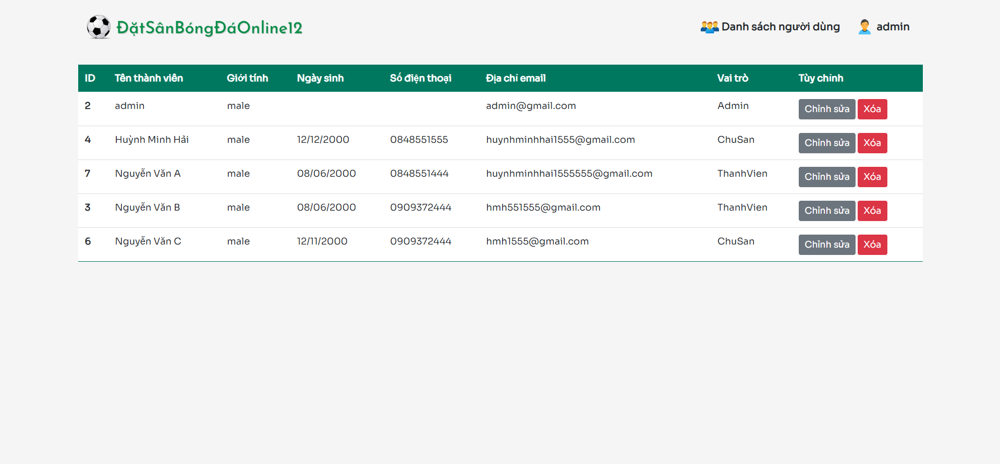 ĐặtSânBóngĐáOnline12 Danh sách người dùng admin
ID Tên thành viên Giới tính Ngày sinh Số điện thoại Địa chỉ email Vai trò Tùy chỉnh
2 admin male admin@gmail.com Admin Chỉnh sửa Xóa
4 Huỳnh Minh Hải male 12/12/2000 0848551555 huynhminhhai1555@gmail.com ChuSan Chỉnh sửa Xóa
7 Nguyễn Văn A male 08/06/2000 0848551444 huynhminhhai1555555@gmail.com ThanhVien Chỉnh sửa Xóa
3 Nguyễn Văn B male 08/06/2000 0909372444 hmh551555@gmail.com ThanhVien Chỉnh sửa Xóa
6 Nguyễn Văn C male 12/11/2000 0909372444 hmh1555@gmail.com ChuSan Chỉnh sửa Xóa